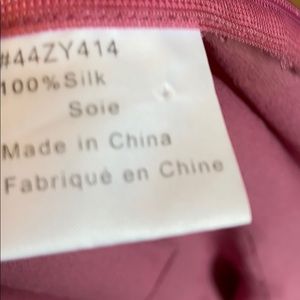 #44ZY414
100%Silk
Soie
Made in China
Fabriqué en Chine